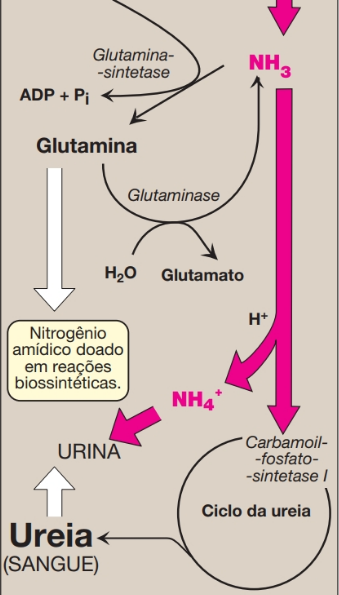 Glutamina-
-sintetase
NH3
ADP + Pi
Glutamina
Glutaminase
H2O
Glutamato
H+
Nitrogênio
amídico doado
em reações
biossintéticas.
NH4+
Carbamoil-
-fosfato-
-sintetase I
URINA
Ciclo da ureia
Ureia
(SANGUE)